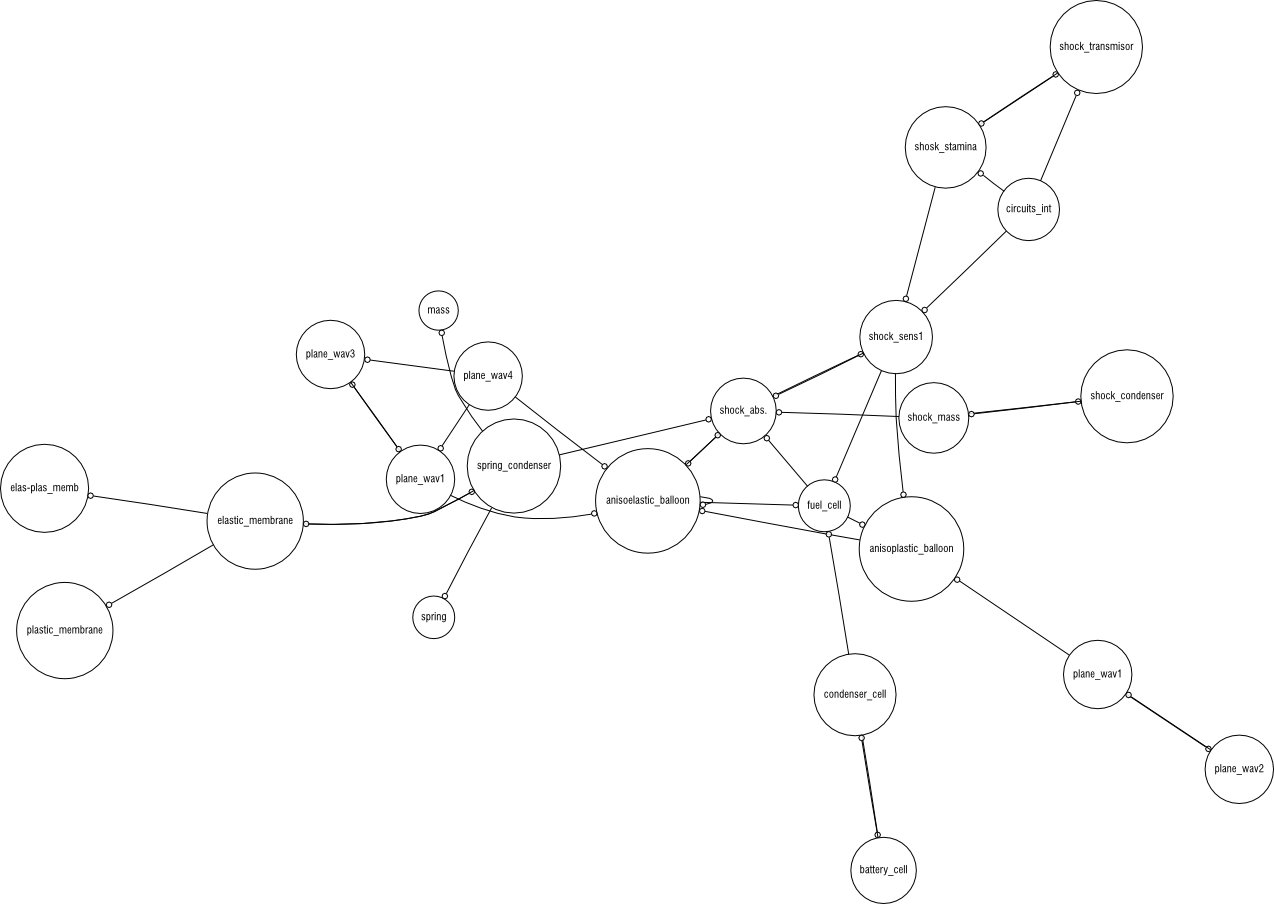 shock_transmisor
shosk_stamina
circuits_int
mass
shock_sens1
plane_wav3
plane_wav4
shock_condenser
shock_abs.
shock_mass
spring_condenser
plane_wav1
elas-plas_memb
anisoelastic_balloon
fuel_cell
elastic_membrane
anisoplastic_balloon
spring
plastic_membrane
plane_wav1
condenser_cell
plane_wav2
battery_cell